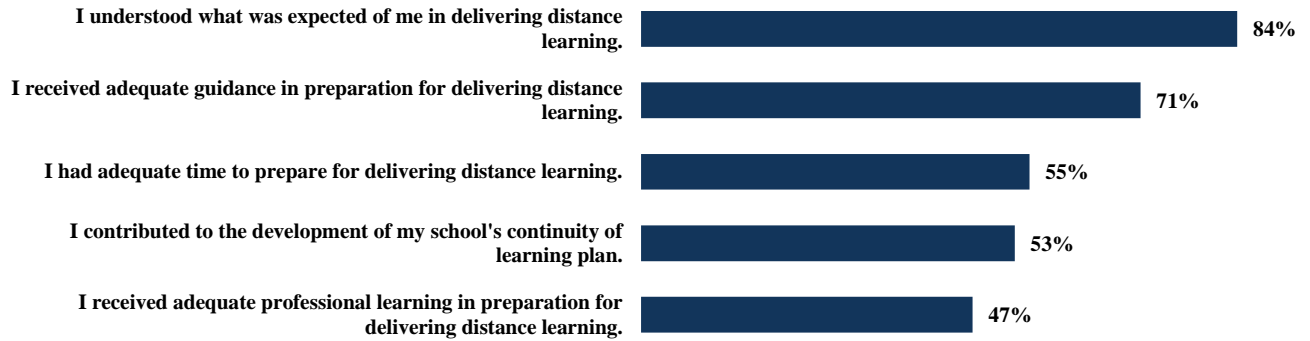 I understood what was expected of me in delivering distance
learning.
84%
I received adequate guidance in preparation for delivering distance
learning.
71%
I had adequate time to prepare for delivering distance learning.
55%
I contributed to the development of my school's continuity of
learning plan.
53%
I received adequate professional learning in preparation for
delivering distance learning.
47%